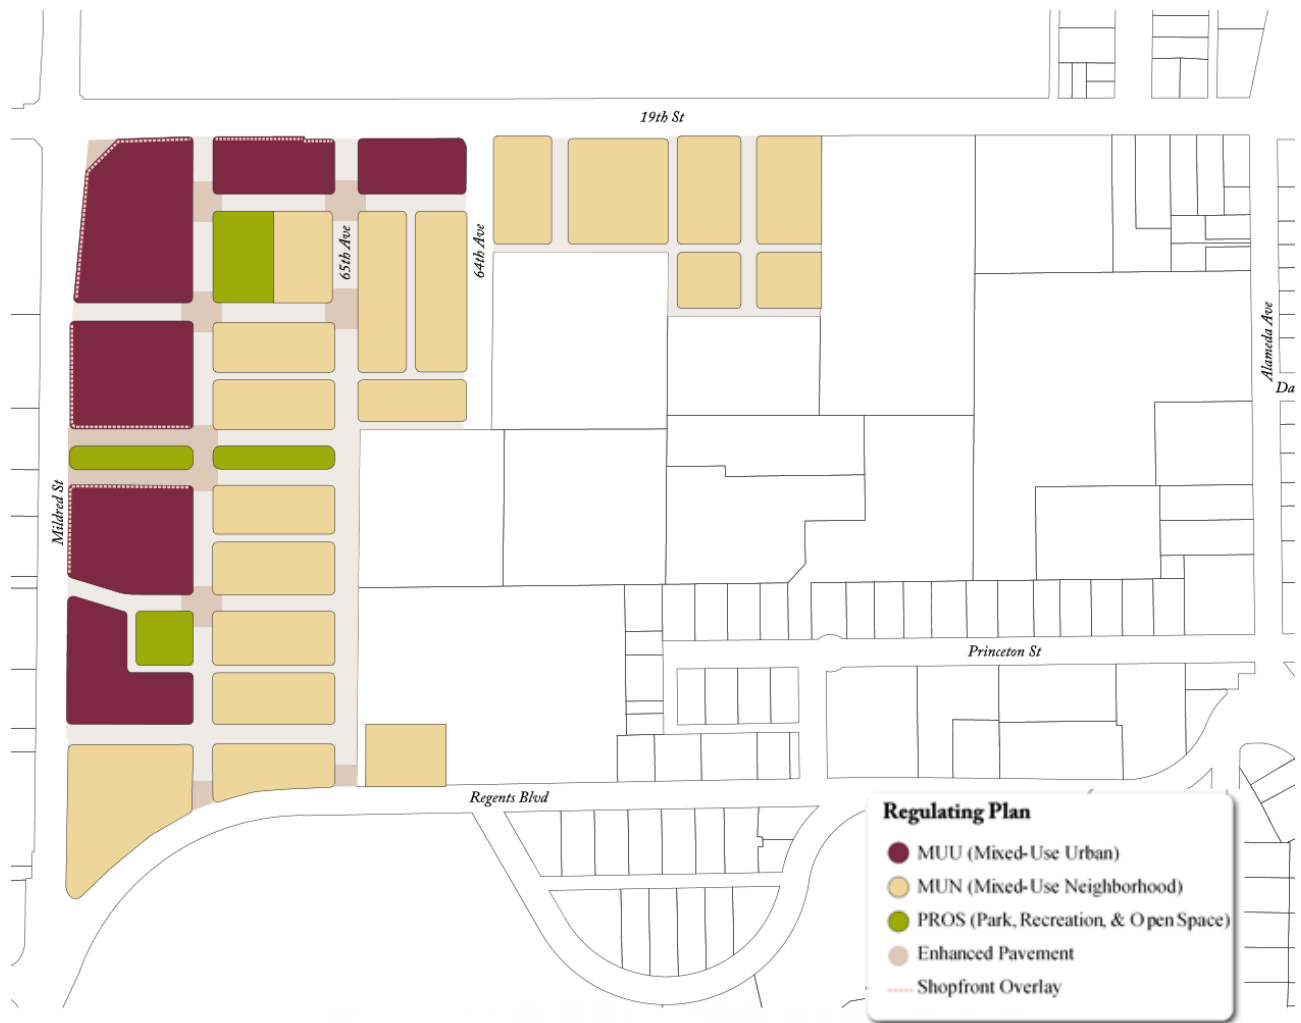 19th St
65th Ave
64th Ave
Alameda Ave
Da
Mildred St
Princeton St
Regents Blvd
Regulating Plan
MUU (Mixed-Use Urban)
MUN (Mixed-Use Neighborhood)
PROS (Park, Recreation, & Open Space)
Enhanced Pavement
Shopfront Overlay